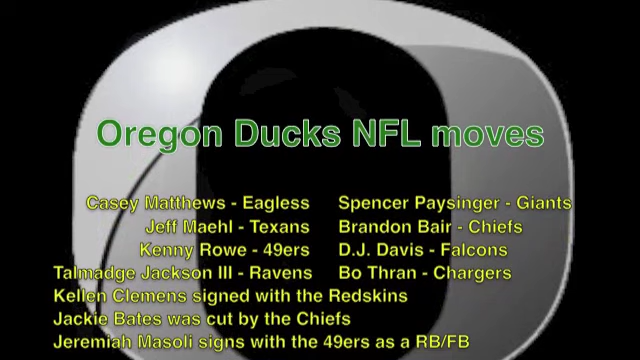 Oregon Ducks NFL moves
Casey Matthews - Eagless Spencer Paysinger - Giants
Jeff Maehl - Texans Brandon Bair - Chiefs
Kenny Rowe - 49ers D.J. Davis - Falcons
Talmadge Jackson III - Ravens Bo Thran - Chargers
Kellen Clemens signed with the Redskins
Jackie Bates was cut by the Chiefs
Jeremiah Masoli signs with the 49ers as a RB/FB